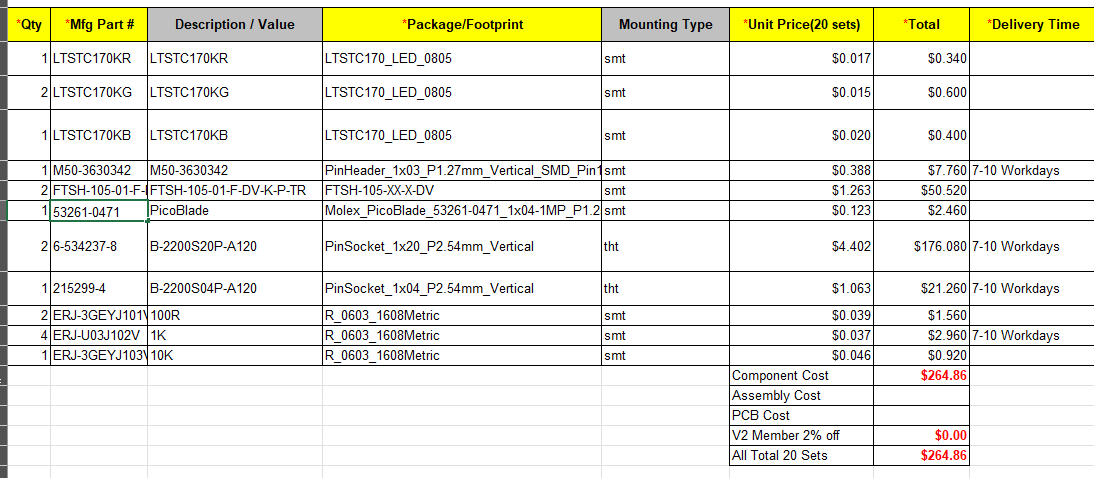 *Qty *Mfg Part # Description / Value *Package/Footprint Mounting Type *Unit Price(20 sets) *Total *Delivery Time
1 LTSTC170KR LTSTC170KR LTSTC170_LED_0805 smt $0.017 $0.340
2 LTSTC170KG LTSTC170KG LTSTC170_LED_0805 smt $0.015 $0.600
1 LTSTC170KB LTSTC170KB LTSTC170_LED_0805 smt $0.020 $0.400
1 M50-3630342 M50-3630342 PinHeader_1x03_P1.27mm_Vertical_SMD_Pin1 smt $0.388 $7.760 7-10 Workdays
2 FTSH-105-01-F- FTSH-105-01-F-DV-K-P-TR FTSH-105-XX-X-DV smt $1.263 $50.520
1 53261-0471 PicoBlade Molex_PicoBlade_53261-0471_1x04-1MP_P1.2 smt $0.123 $2.460
2 6-534237-8 B-2200S20P-A120 PinSocket_1x20_P2.54mm_Vertical tht $4.402 $176.080 7-10 Workdays
1 215299-4 B-2200S04P-A120 PinSocket_1x04_P2.54mm_Vertical tht $1.063 $21.260 7-10 Workdays
2 ERJ-3GEYJ101V 100R R_0603_1608Metric smt $0.039 $1.560
4 ERJ-U03J102V 1K R_0603_1608Metric smt $0.037 $2.960 7-10 Workdays
1 ERJ-3GEYJ103V 10K R_0603_1608Metric smt $0.046 $0.920
Component Cost $264.86
Assembly Cost
PCB Cost
V2 Member 2% off $0.00
All Total 20 Sets $264.86